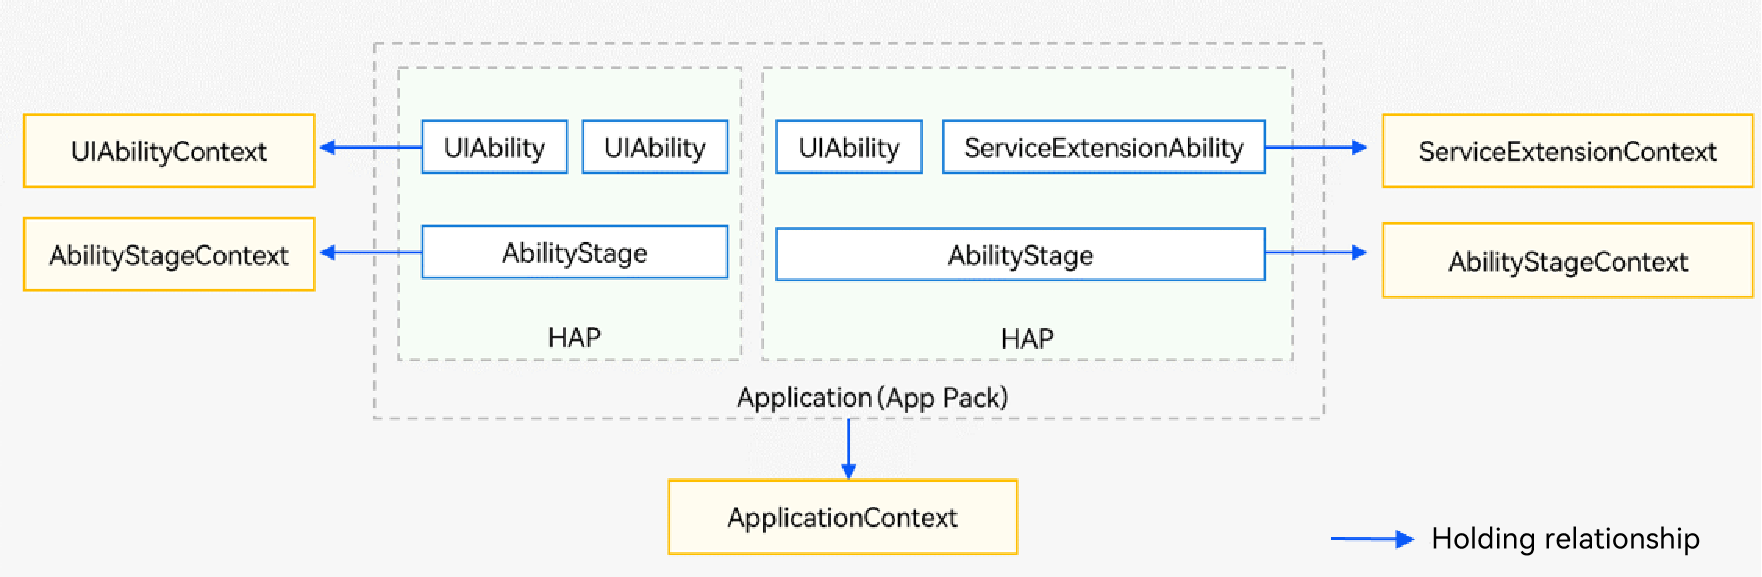 UIAbilityContext
UIAbility
UIAbility
UIAbility
ServiceExtensionAbility
ServiceExtensionContext
AbilityStageContext
AbilityStage
AbilityStage
AbilityStageContext
HAP
HAP
Application (App Pack)
ApplicationContext
Holding relationship